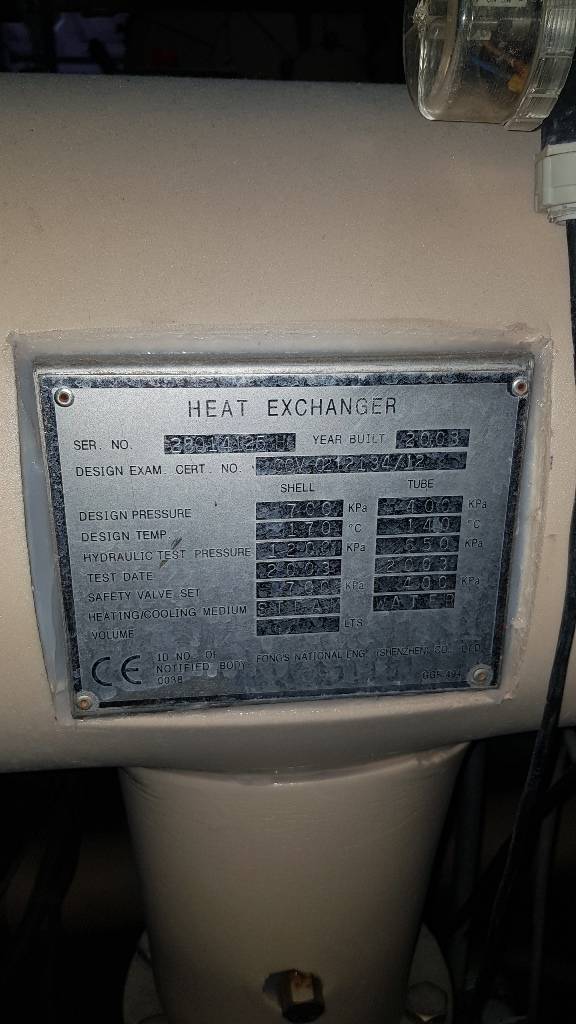 HEAT EXCHANGER
SER. NO. 28014125H YEAR BUILT 2003
DESIGN EXAM. CERT. NO.
SHELL TUBE
DESIGN PRESSURE 700 KPa 400 KPa
DESIGN TEMP. 170 °C 140 °C
HYDRAULIC TEST PRESSURE KPa 650 KPa
TEST DATE 2003 2003
SAFETY VALVE SET 700 KPa 400 KPa
HEATING/COOLING MEDIUM STEAM WATER
VOLUME LTS.
CE ID NO. OF
NOTIFIED BODY
0038
FONG'S NATIONAL ENG. (SHENZHEN) CO., LTD.